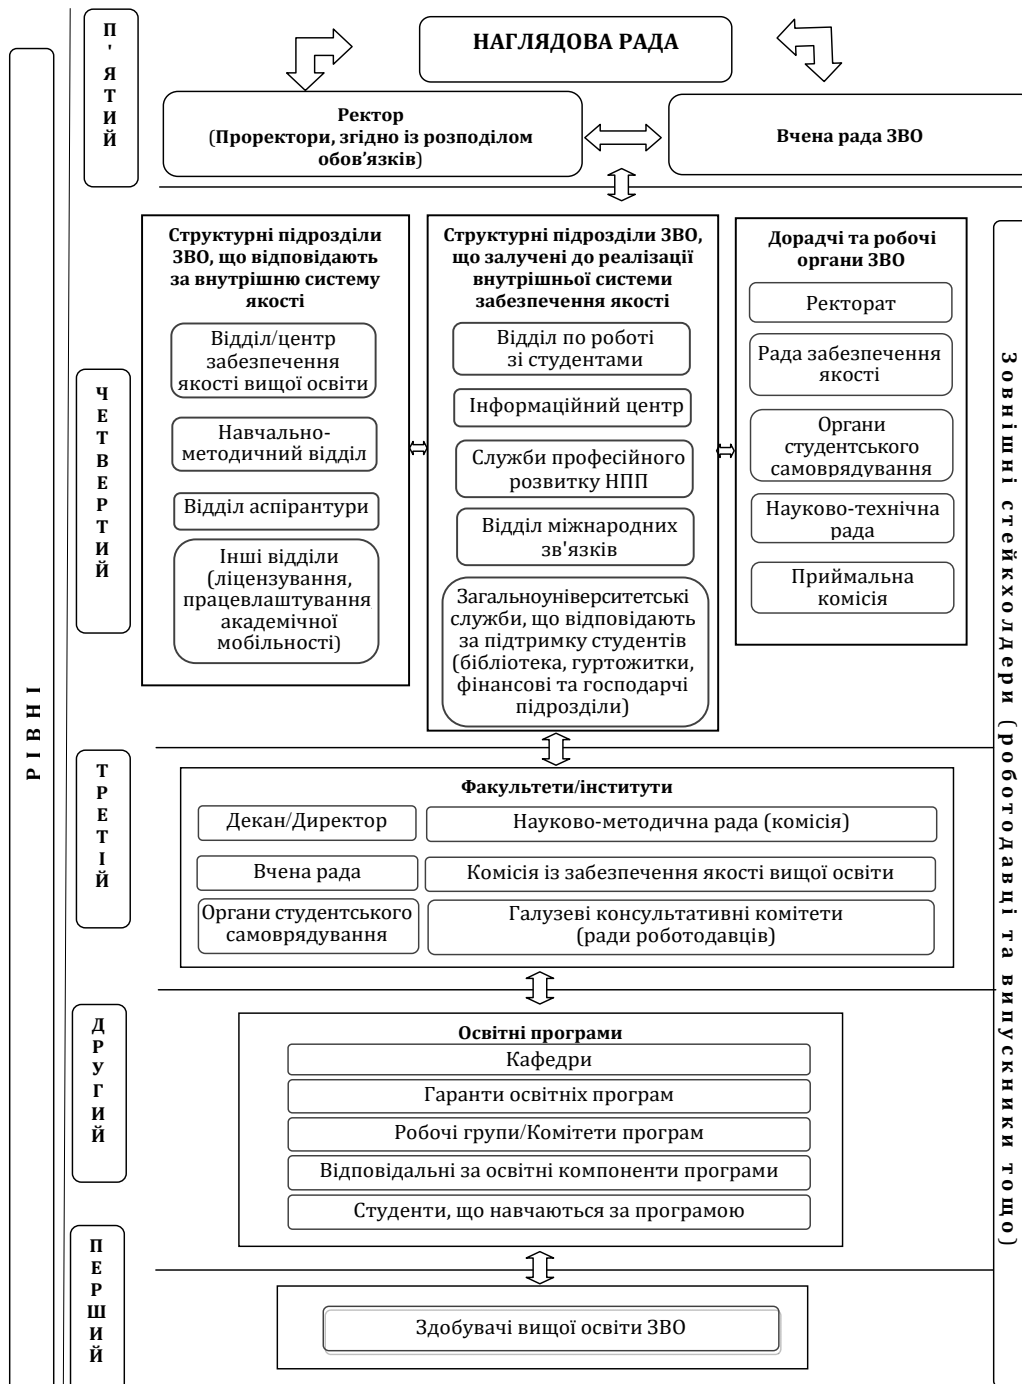 П'ЯТИЙ
НАГЛЯДОВА РАДА
Ректор
(Проректори, згідно із розподілом
обов'язків)
Вчена рада ЗВО
РІВНІ
ЧЕТВЕРТИЙ
Структурні підрозділи
ЗВО, що відповідають
за внутрішню систему
якості
Відділ/центр
забезпечення
якості вищої освіти
Навчально-
методичний відділ
Відділ аспірантури
Інші відділи
(ліцензування,
працевлаштування,
академічної
мобільності)
Структурні підрозділи ЗВО,
що залучені до реалізації
внутрішньої системи
забезпечення якості
Відділ по роботі
зі студентами
Інформаційний центр
Служби професійного
розвитку НПП
Відділ міжнародних
зв'язків
Загальноуніверситетські
служби, що відповідають
за підтримку студентів
(бібліотека, гуртожитки,
фінансові та господарчі
підрозділи)
Дорадчі та робочі
органи ЗВО
Ректорат
Рада забезпечення
якості
Органи
студентського
самоврядування
Науково-технічна
рада
Приймальна
комісія
Зовнішні стейкхолдери (роботодавці та випускники тощо)
ТРЕТІЙ
Факультети/інститути
Декан/Директор
Науково-методична рада (комісія)
Вчена рада
Комісія із забезпечення якості вищої освіти
Органи студентського
самоврядування
Галузеві консультативні комітети
(ради роботодавців)
ДРУГИЙ
Освітні програми
Кафедри
Гаранти освітніх програм
Робочі групи/Комітети програм
Відповідальні за освітні компоненти програми
Студенти, що навчаються за програмою
ПЕРШИЙ
Здобувачі вищої освіти ЗВО